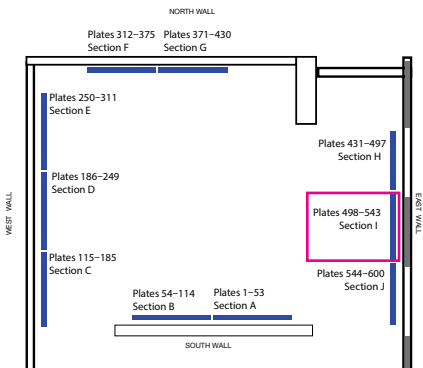 NORTH WALL
Plates 312–375
Section F
Plates 371–430
Section G
Plates 250–311
Section E
Plates 431–497
Section H
Plates 186–249
Section D
WEST WALL
EAST WALL
Plates 498–543
Section I
Plates 115–185
Section C
Plates 544–600
Section J
Plates 54–114
Section B
Plates 1–53
Section A
SOUTH WALL